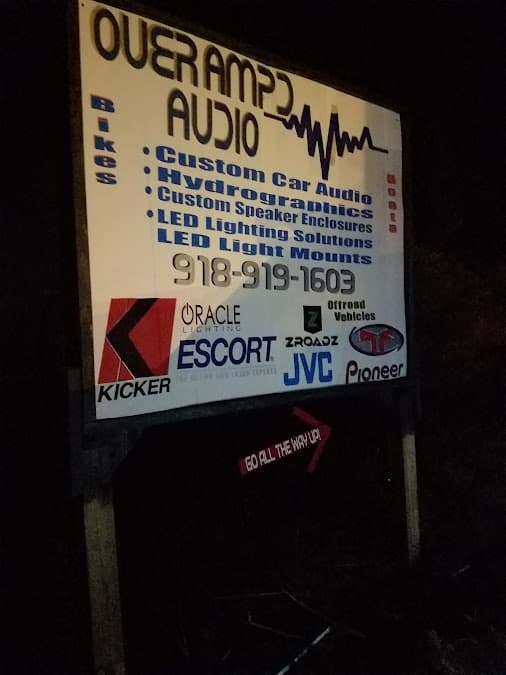 OVER AMPD
AUDIO
Bikes
Boats
• Custom Car Audio
• Hydrographics
• Custom Speaker Enclosures
• LED Lighting Solutions
LED Light Mounts
918-919-1603
KICKER
ORACLE
LIGHTING
ESCORT
Z
ZROADZ
Offroad
Vehicles
JVC
Pioneer
GO ALL THE WAY UP!